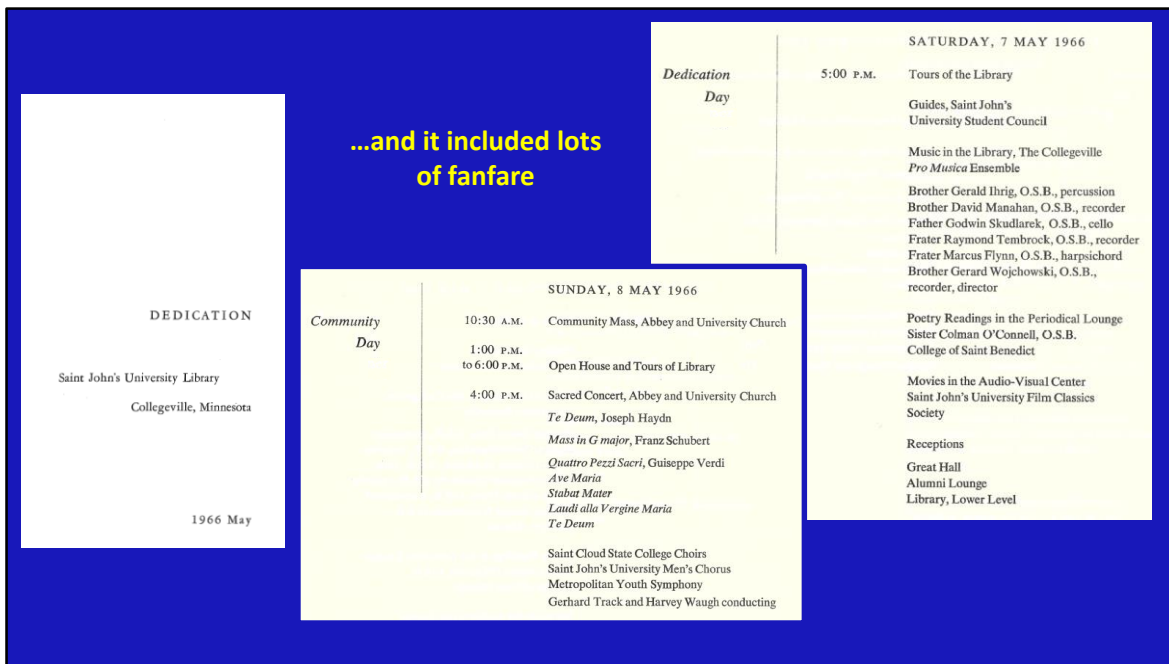 …and it included lots
of fanfare
DEDICATION
Saint John's University Library
Collegeville, Minnesota
1966 May
SATURDAY, 7 MAY 1966
Dedication
Day
5:00 P.M. Tours of the Library
Guides, Saint John's
University Student Council
Music in the Library, The Collegeville
Pro Musica Ensemble
Brother Gerald Ihrig, O.S.B., percussion
Brother David Manahan, O.S.B., recorder
Father Godwin Skudlarek, O.S.B., cello
Frater Raymond Tembrock, O.S.B., recorder
Frater Marcus Flynn, O.S.B., harpsichord
Brother Gerard Wojchowski, O.S.B.,
recorder, director
Poetry Readings in the Periodical Lounge
Sister Colman O'Connell, O.S.B.
College of Saint Benedict
Movies in the Audio-Visual Center
Saint John's University Film Classics
Society
Receptions
Great Hall
Alumni Lounge
Library, Lower Level
SUNDAY, 8 MAY 1966
Community
Day
10:30 A.M. Community Mass, Abbey and University Church
1:00 P.M.
to 6:00 P.M. Open House and Tours of Library
4:00 P.M. Sacred Concert, Abbey and University Church
Te Deum, Joseph Haydn
Mass in G major, Franz Schubert
Quattro Pezzi Sacri, Guiseppe Verdi
Ave Maria
Stabat Mater
Laudi alla Vergine Maria
Te Deum
Saint Cloud State College Choirs
Saint John's University Men's Chorus
Metropolitan Youth Symphony
Gerhard Track and Harvey Waugh conducting